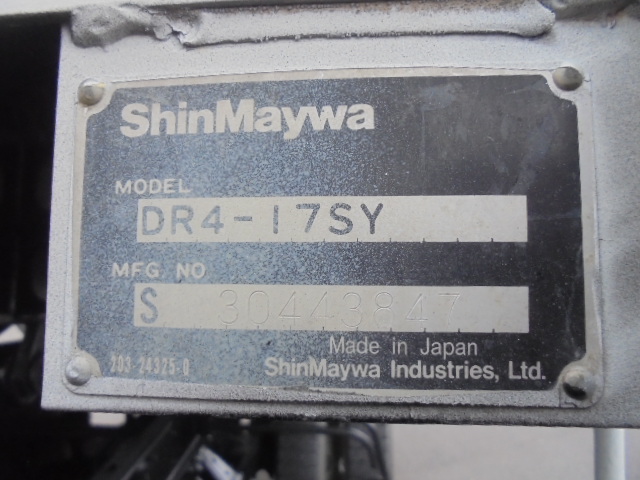 ShinMaywa
MODEL
DR4-17SY
MFG NO
S 30443847
Made in Japan
203-24325-0 ShinMaywa Industries, Ltd.